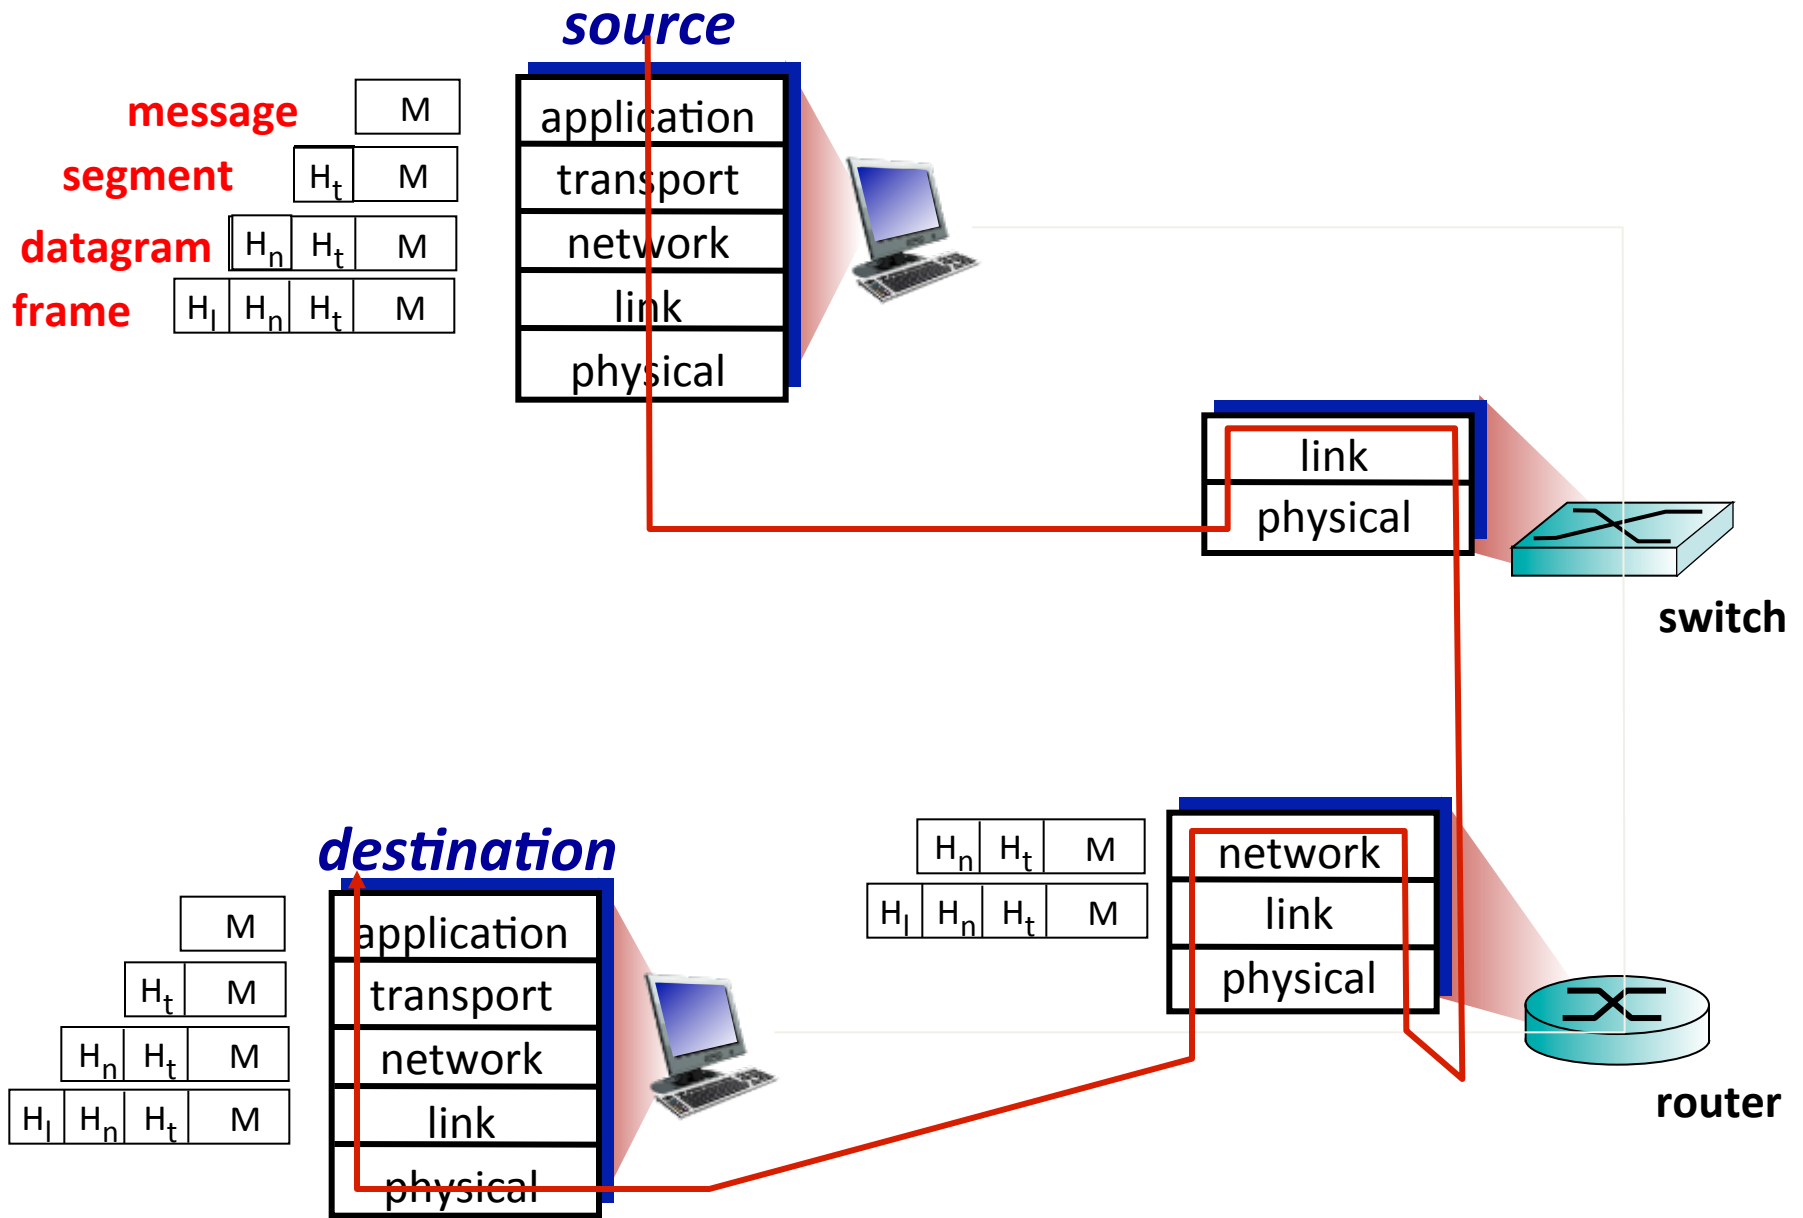 source
message M
segment Ht M
datagram Hn Ht M
frame Hl Hn Ht M
application
transport
network
link
physical
link
physical
switch
destination
M
Ht M
Hn Ht M
Hl Hn Ht M
application
transport
network
link
physical
Hn Ht M
Hl Hn Ht M
network
link
physical
router